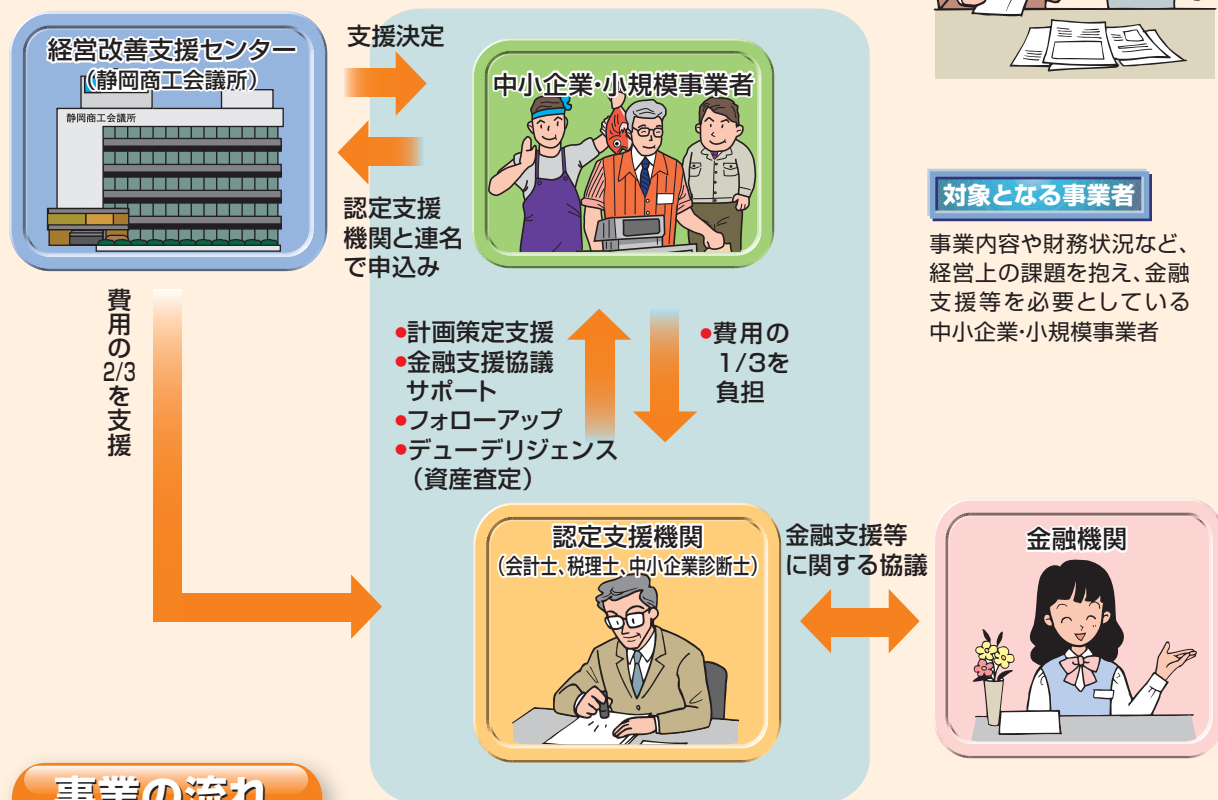 経営改善支援センター
(静岡商工会議所)
静岡商工会議所
支援決定
中小企業・小規模事業者
認定支援
機関と連名
で申込み
対象となる事業者
事業内容や財務状況など、
経営上の課題を抱え、金融
支援等を必要としている
中小企業・小規模事業者
費用の2/3を支援
●計画策定支援
●金融支援協議
サポート
●フォローアップ
●デューデリジェンス
(資産査定)
●費用の
1/3を
負担
認定支援機関
(会計士、税理士、中小企業診断士)
金融支援等
に関する協議
金融機関
事業の流れ